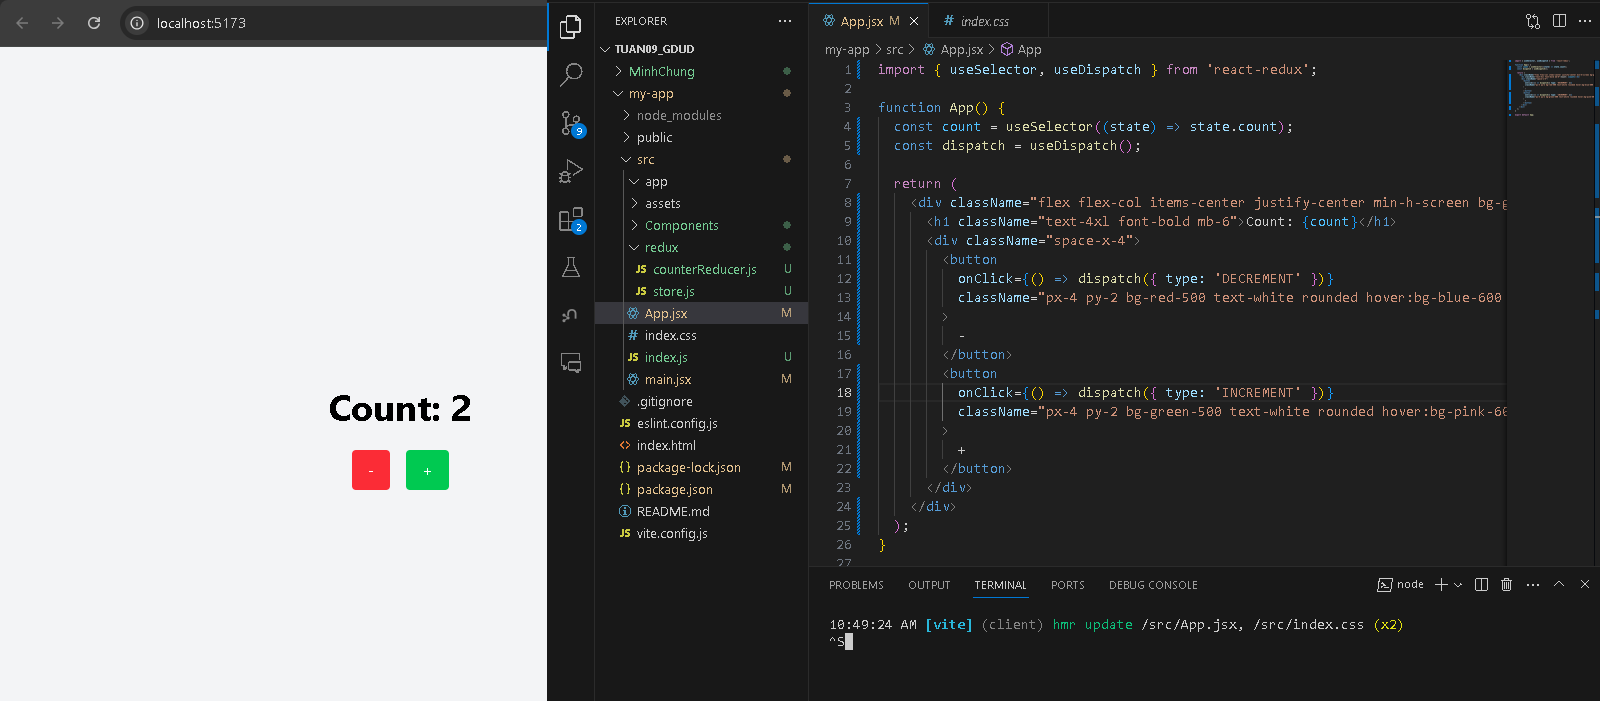 localhost:5173
Count: 2
-
+
9
2
EXPLORER
TUAN09_GDUD
MinhChung
my-app
node_modules
public
src
app
assets
Components
redux
JS counterReducer.js U
JS store.js U
App.jsx M
# index.css
JS index.js U
main.jsx M
.gitignore
JS eslint.config.js
<> index.html
{} package-lock.json M
{} package.json M
README.md
JS vite.config.js
App.jsx M
# index.css
my-app > src > App.jsx > App
1 import { useSelector, useDispatch } from 'react-redux';
2
3 function App() {
4 const count = useSelector((state) => state.count);
5 const dispatch = useDispatch();
6
7 return (
8 <div className="flex flex-col items-center justify-center min-h-screen bg-g
9 <h1 className="text-4xl font-bold mb-6">Count: {count}</h1>
10 <div className="space-x-4">
11 <button
12 onClick={() => dispatch({ type: 'DECREMENT' })}
13 className="px-4 py-2 bg-red-500 text-white rounded hover:bg-blue-600
14 >
15 -
16 </button>
17 <button
18 onClick={() => dispatch({ type: 'INCREMENT' })}
19 className="px-4 py-2 bg-green-500 text-white rounded hover:bg-pink-60
20 >
21 +
22 </button>
23 </div>
24 </div>
25 );
26 }
27
PROBLEMS OUTPUT TERMINAL PORTS DEBUG CONSOLE
node
10:49:24 AM [vite] (client) hmr update /src/App.jsx, /src/index.css (x2)
^S